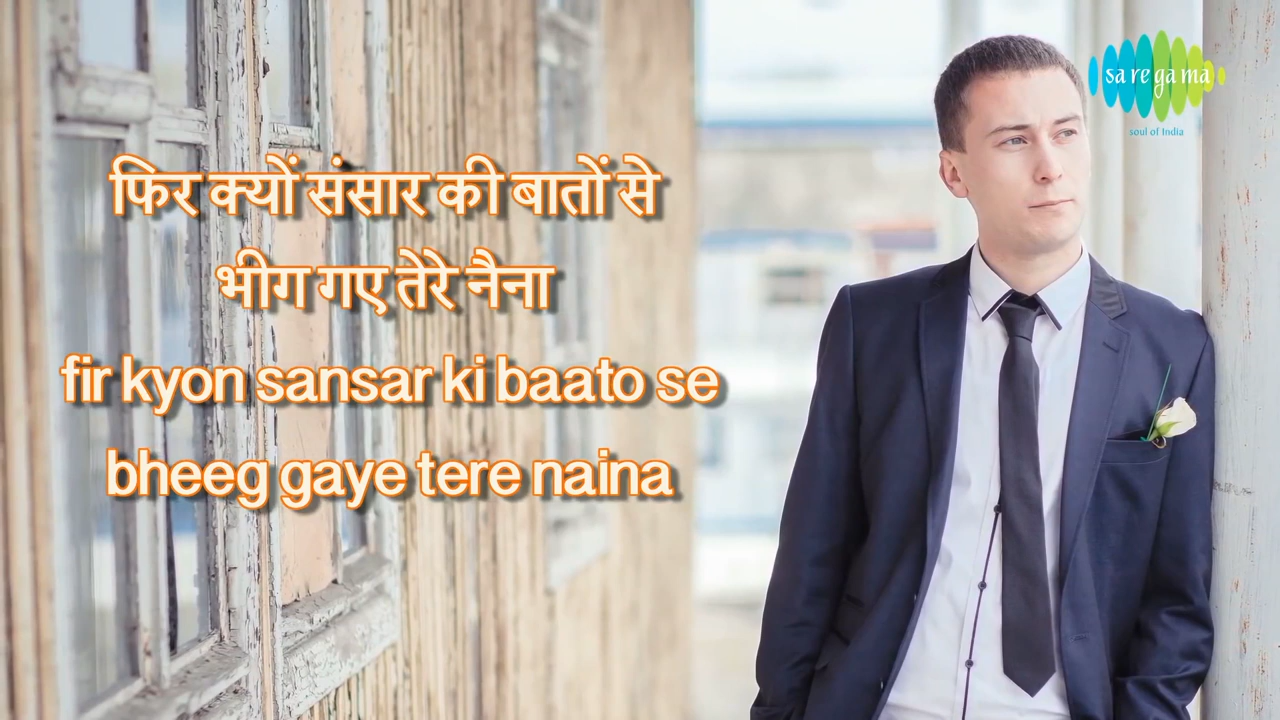 फिर क्यों संसार की बातों से
भीग गए तेरे नैना
fir kyon sansar ki baato se
bheeg gaye tere naina
sa re ga ma
soul of India